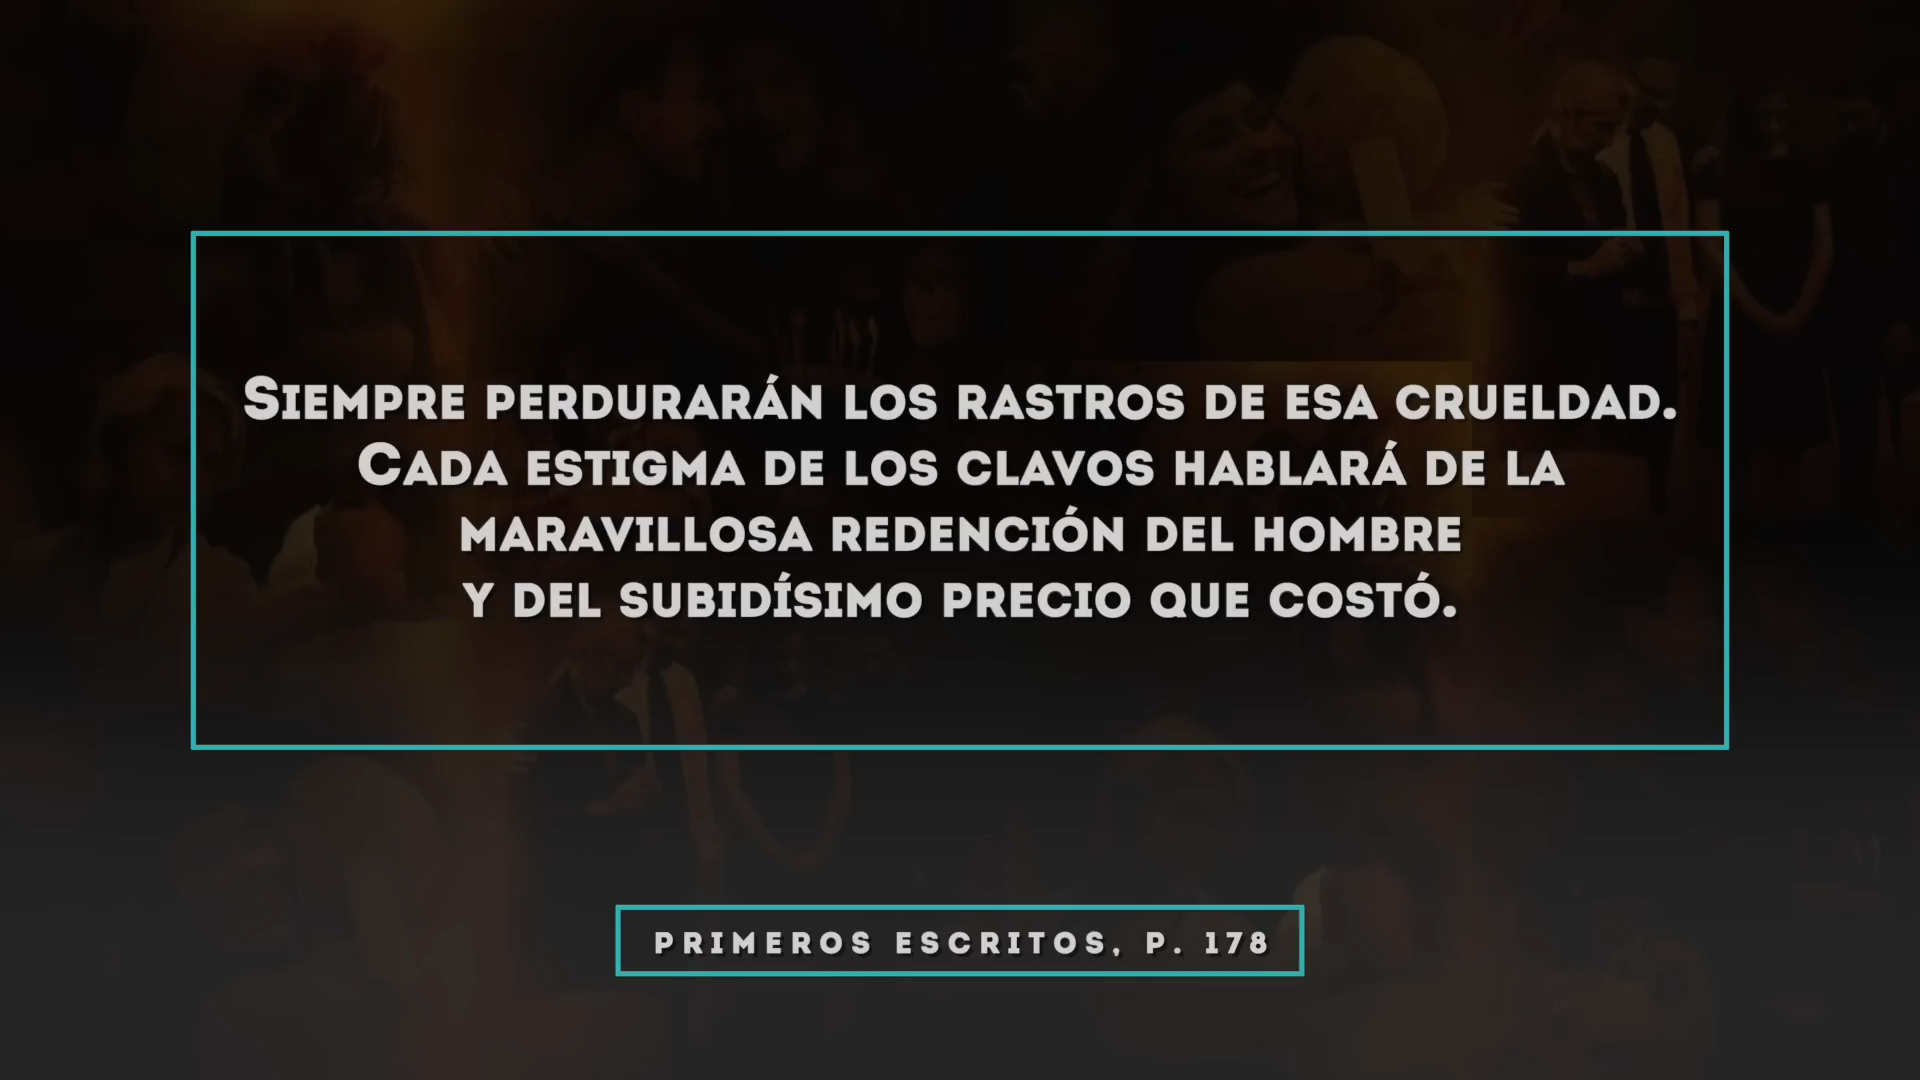 Siempre perdurarán los rastros de esa crueldad.
Cada estigma de los clavos hablará de la
maravillosa redención del hombre
y del subidísimo precio que costó.
PRIMEROS ESCRITOS, P. 178